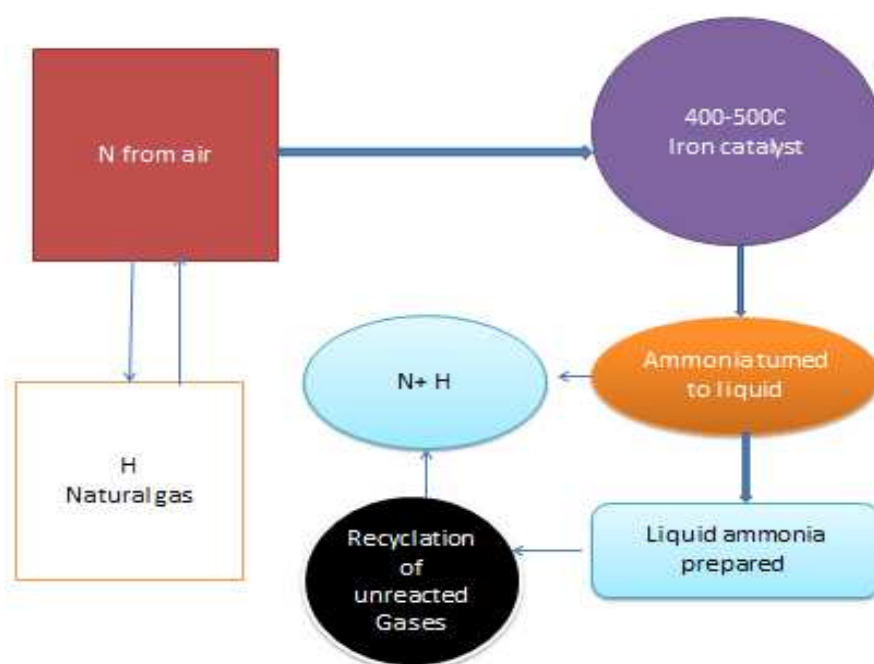 N from air
400-500C
Iron catalyst
N+ H
Ammonia turned
to liquid
H
Natural gas
Recyclation
of
unreacted
Gases
Liquid ammonia
prepared